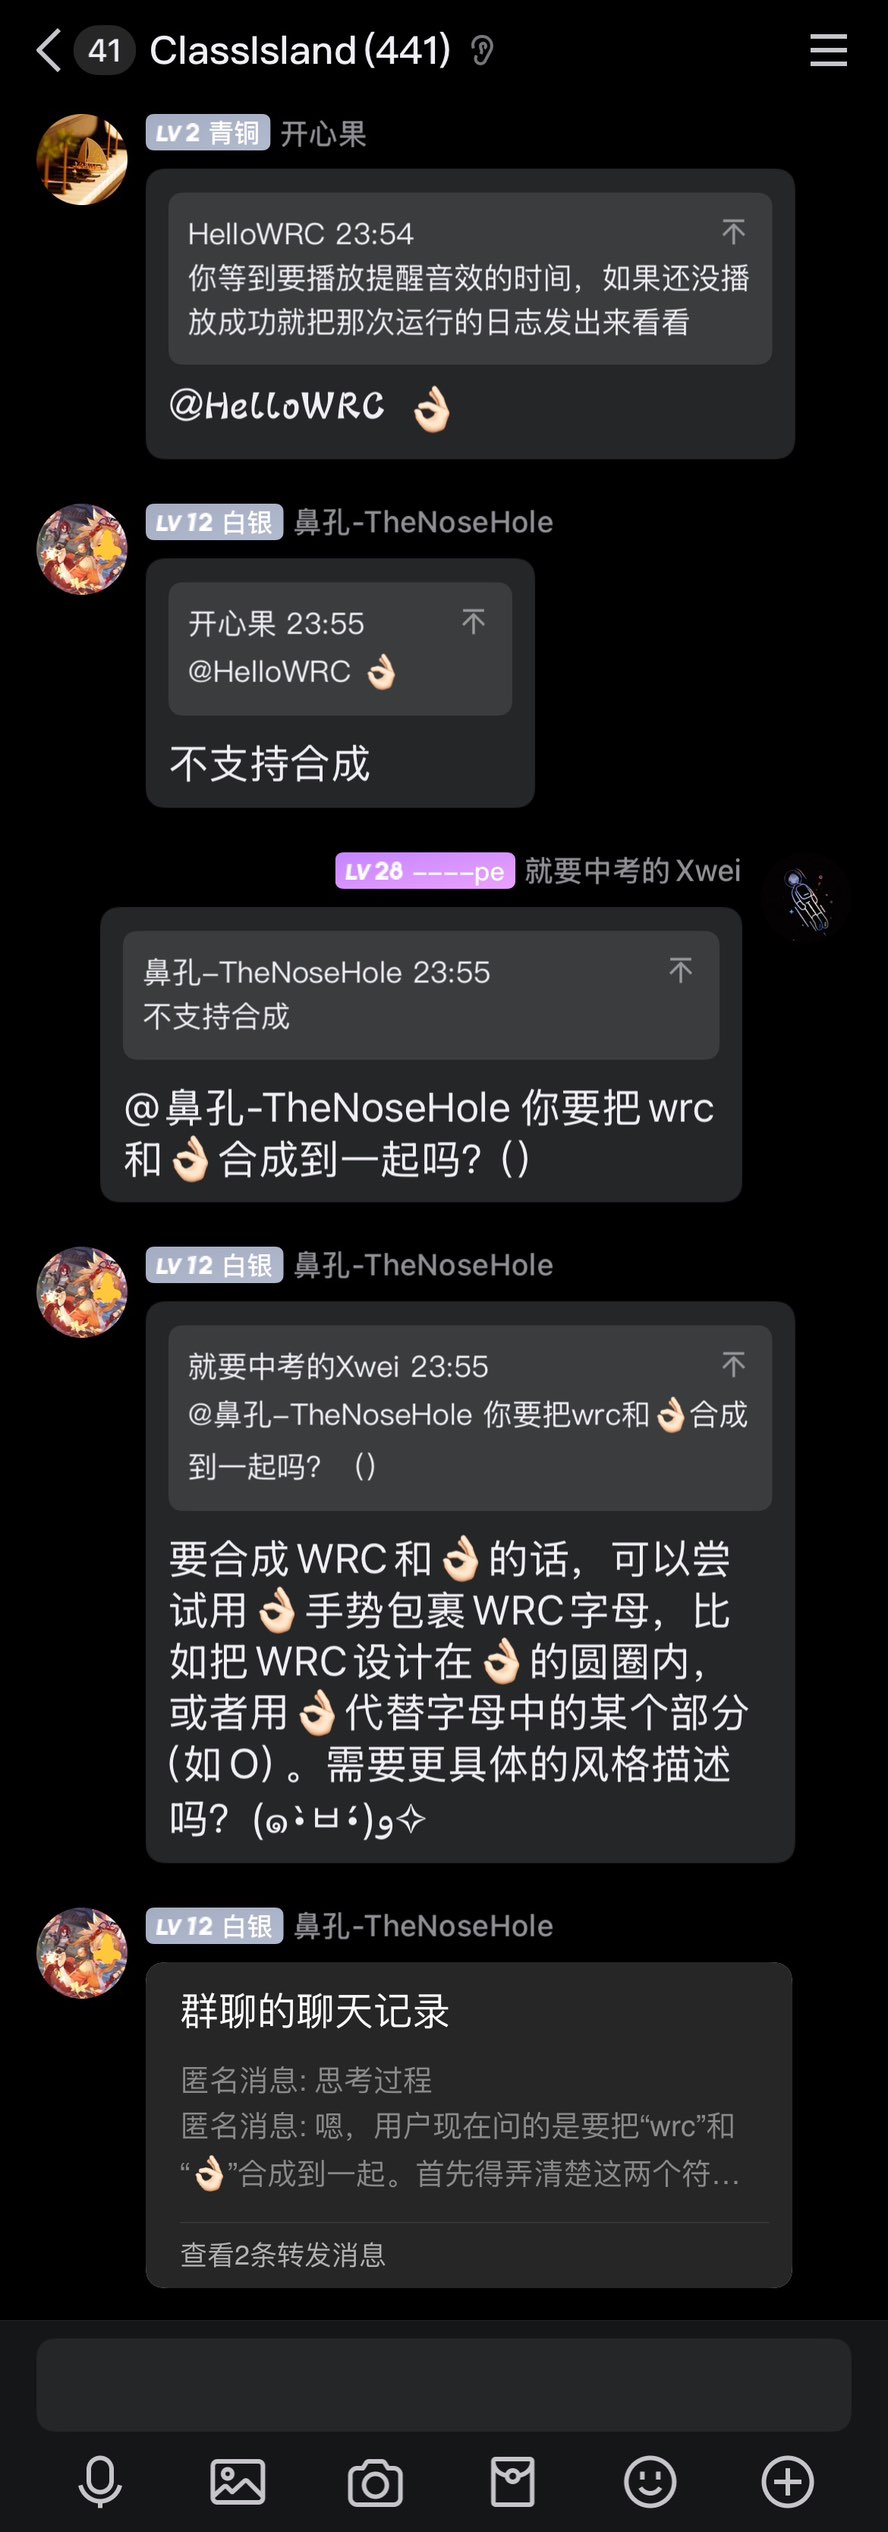 41 ClassIsland(441)
LV2 青铜 开心果
HelloWRC 23:54
你等到要播放提醒音效的时间，如果还没播
放成功就把那次运行的日志发出来看看
@HelloWRC 👌🏻
LV12 白银 鼻孔-TheNoseHole
开心果 23:55
@HelloWRC 👌🏻
不支持合成
LV28 ----pe 就要中考的Xwei
鼻孔-TheNoseHole 23:55
不支持合成
@鼻孔-TheNoseHole 你要把wrc
和👌🏻合成到一起吗？()
LV12 白银 鼻孔-TheNoseHole
就要中考的Xwei 23:55
@鼻孔-TheNoseHole 你要把wrc和👌🏻合成
到一起吗？ ()
要合成WRC和👌🏻的话，可以尝
试用👌🏻手势包裹WRC字母，比
如把WRC设计在👌🏻的圆圈内，
或者用👌🏻代替字母中的某个部分
(如O) 。需要更具体的风格描述
吗？(๑•̀ㅂ•́)و✧
LV12 白银 鼻孔-TheNoseHole
群聊的聊天记录
匿名消息: 思考过程
匿名消息: 嗯，用户现在问的是要把“wrc”和
“👌🏻”合成到一起。首先得弄清楚这两个符...
查看2条转发消息